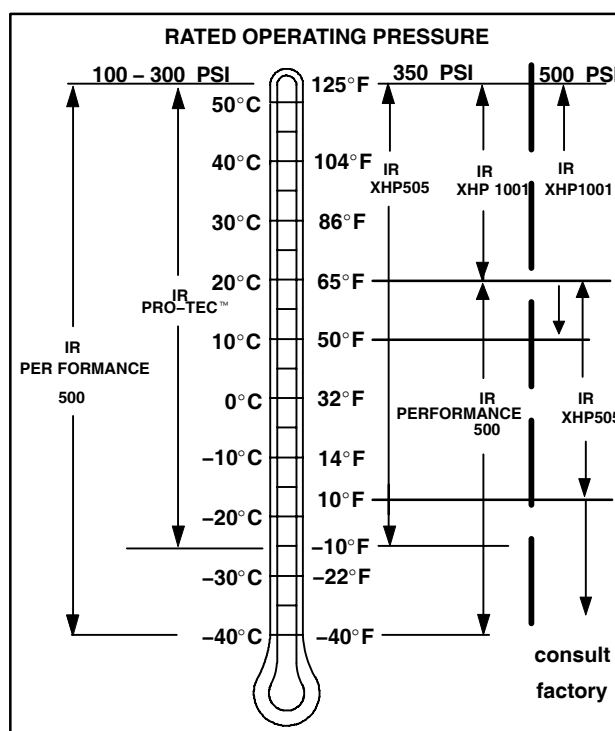 RATED OPERATING PRESSURE
100 – 300 PSI
350 PSI
500 PSI
125°F
50°C
40°C
104°F
30°C
86°F
20°C
65°F
10°C
50°F
0°C
32°F
–10°C
14°F
10°F
–20°C
–10°F
–30°C
–22°F
–40°C
–40°F
IR
PER FORMANCE
500
IR
PRO–TEC™
IR
XHP505
IR
XHP 1001
IR
XHP1001
IR
PERFORMANCE
500
IR
XHP505
consult
factory